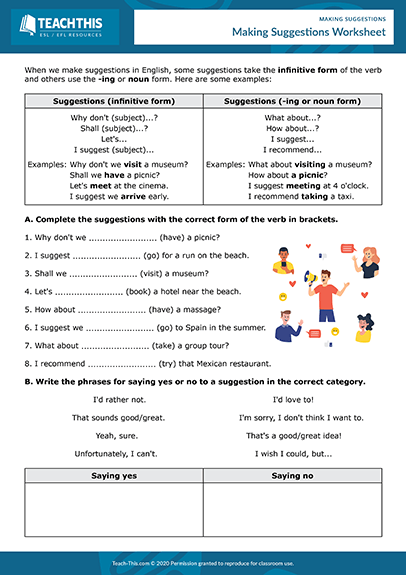 TEACHTHIS
ESL / EFL RESOURCES
MAKING SUGGESTIONS
Making Suggestions Worksheet
When we make suggestions in English, some suggestions take the infinitive form of the verb
and others use the -ing or noun form. Here are some examples:
Suggestions (infinitive form)
Why don't (subject)...?
Shall (subject)...?
Let's...
I suggest (subject)...
Examples: Why don't we visit a museum?
Shall we have a picnic?
Let's meet at the cinema.
I suggest we arrive early.
Suggestions (-ing or noun form)
What about...?
How about...?
I suggest...
I recommend...
Examples: What about visiting a museum?
How about a picnic?
I suggest meeting at 4 o'clock.
I recommend taking a taxi.
A. Complete the suggestions with the correct form of the verb in brackets.
1. Why don't we .......................... (have) a picnic?
2. I suggest .......................... (go) for a run on the beach.
3. Shall we .......................... (visit) a museum?
4. Let's .......................... (book) a hotel near the beach.
5. How about .......................... (have) a massage?
6. I suggest we .......................... (go) to Spain in the summer.
7. What about .......................... (take) a group tour?
8. I recommend .......................... (try) that Mexican restaurant.
B. Write the phrases for saying yes or no to a suggestion in the correct category.
I'd rather not.
I'd love to!
That sounds good/great.
I'm sorry, I don't think I want to.
Yeah, sure.
That's a good/great idea!
Unfortunately, I can't.
I wish I could, but...
Saying yes
Saying no
Teach-This.com © 2020 Permission granted to reproduce for classroom use.